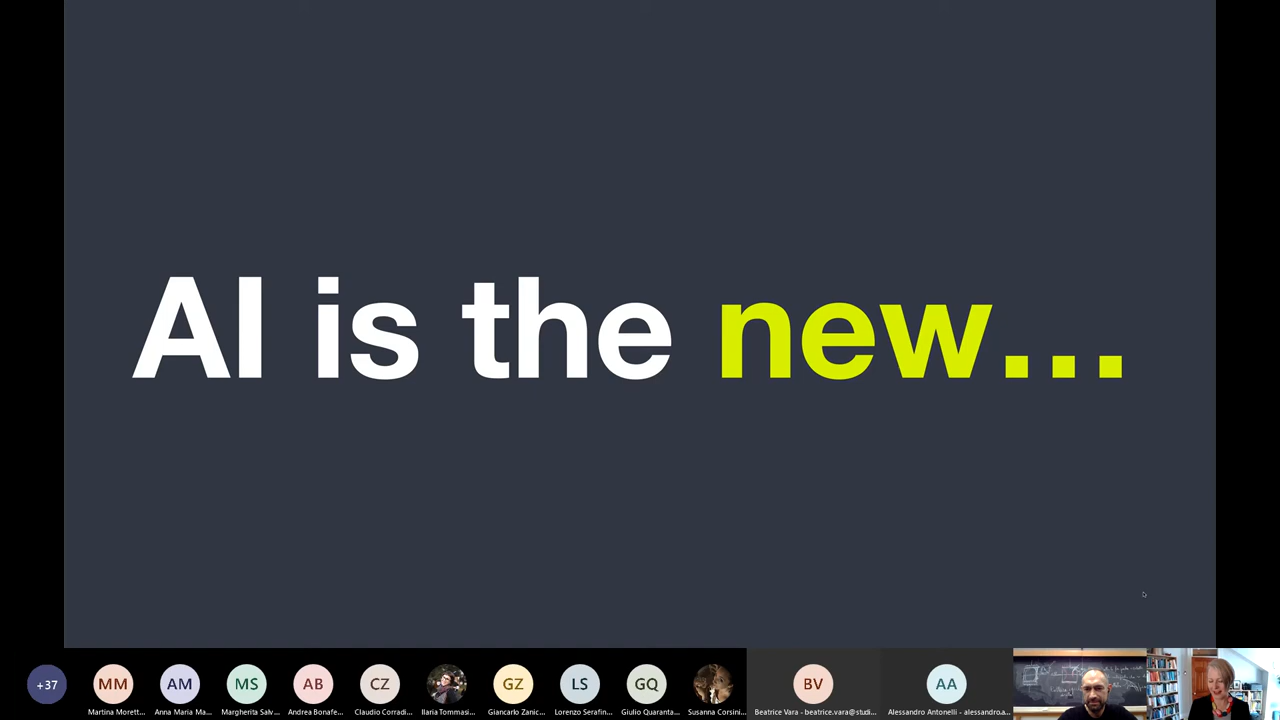 AI is the new...
+37
MM
AM
MS
AB
CZ
GZ
LS
GQ
BV
AA
Martina Morett...
Anna Maria Ma...
Margherita Salv...
Andrea Bonafe...
Claudio Corradi...
Ilaria Tommasi...
Giancarlo Zanic...
Lorenzo Serafin...
Giulio Quaranta...
Susanna Corsini...
Beatrice Vara - beatrice.vara@studi...
Alessandro Antonelli - alessandro.a...